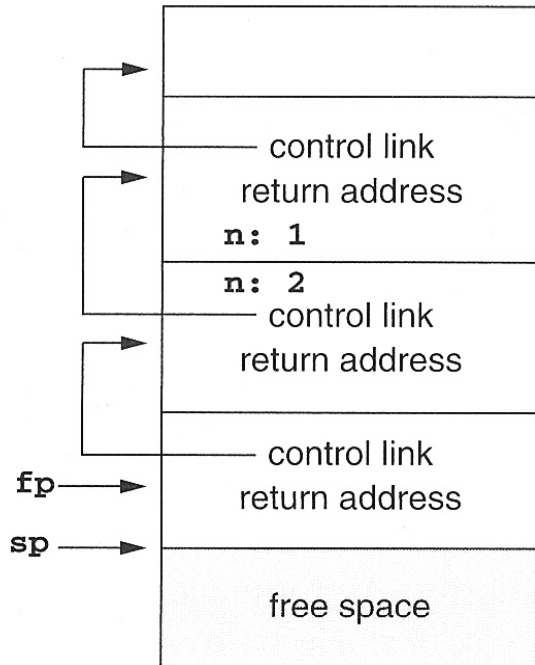 control link
return address
n: 1
n: 2
control link
return address
control link
fp
return address
sp
free space